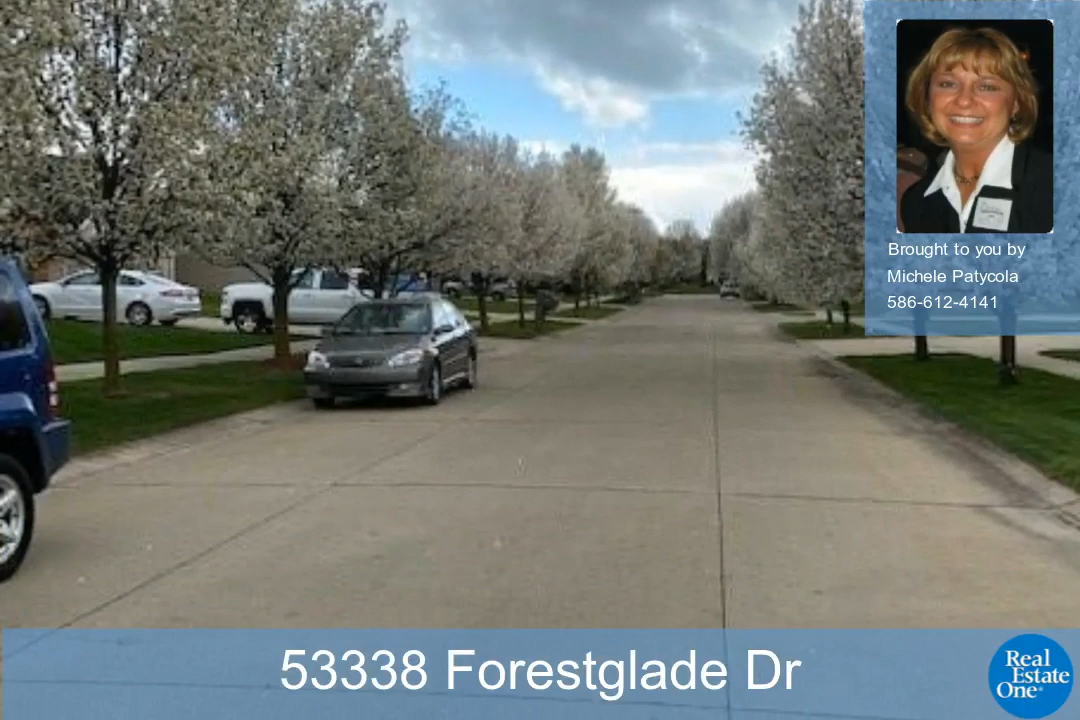 Brought to you by
Michele Patycola
586-612-4141
53338 Forestglade Dr
Real
Estate
One